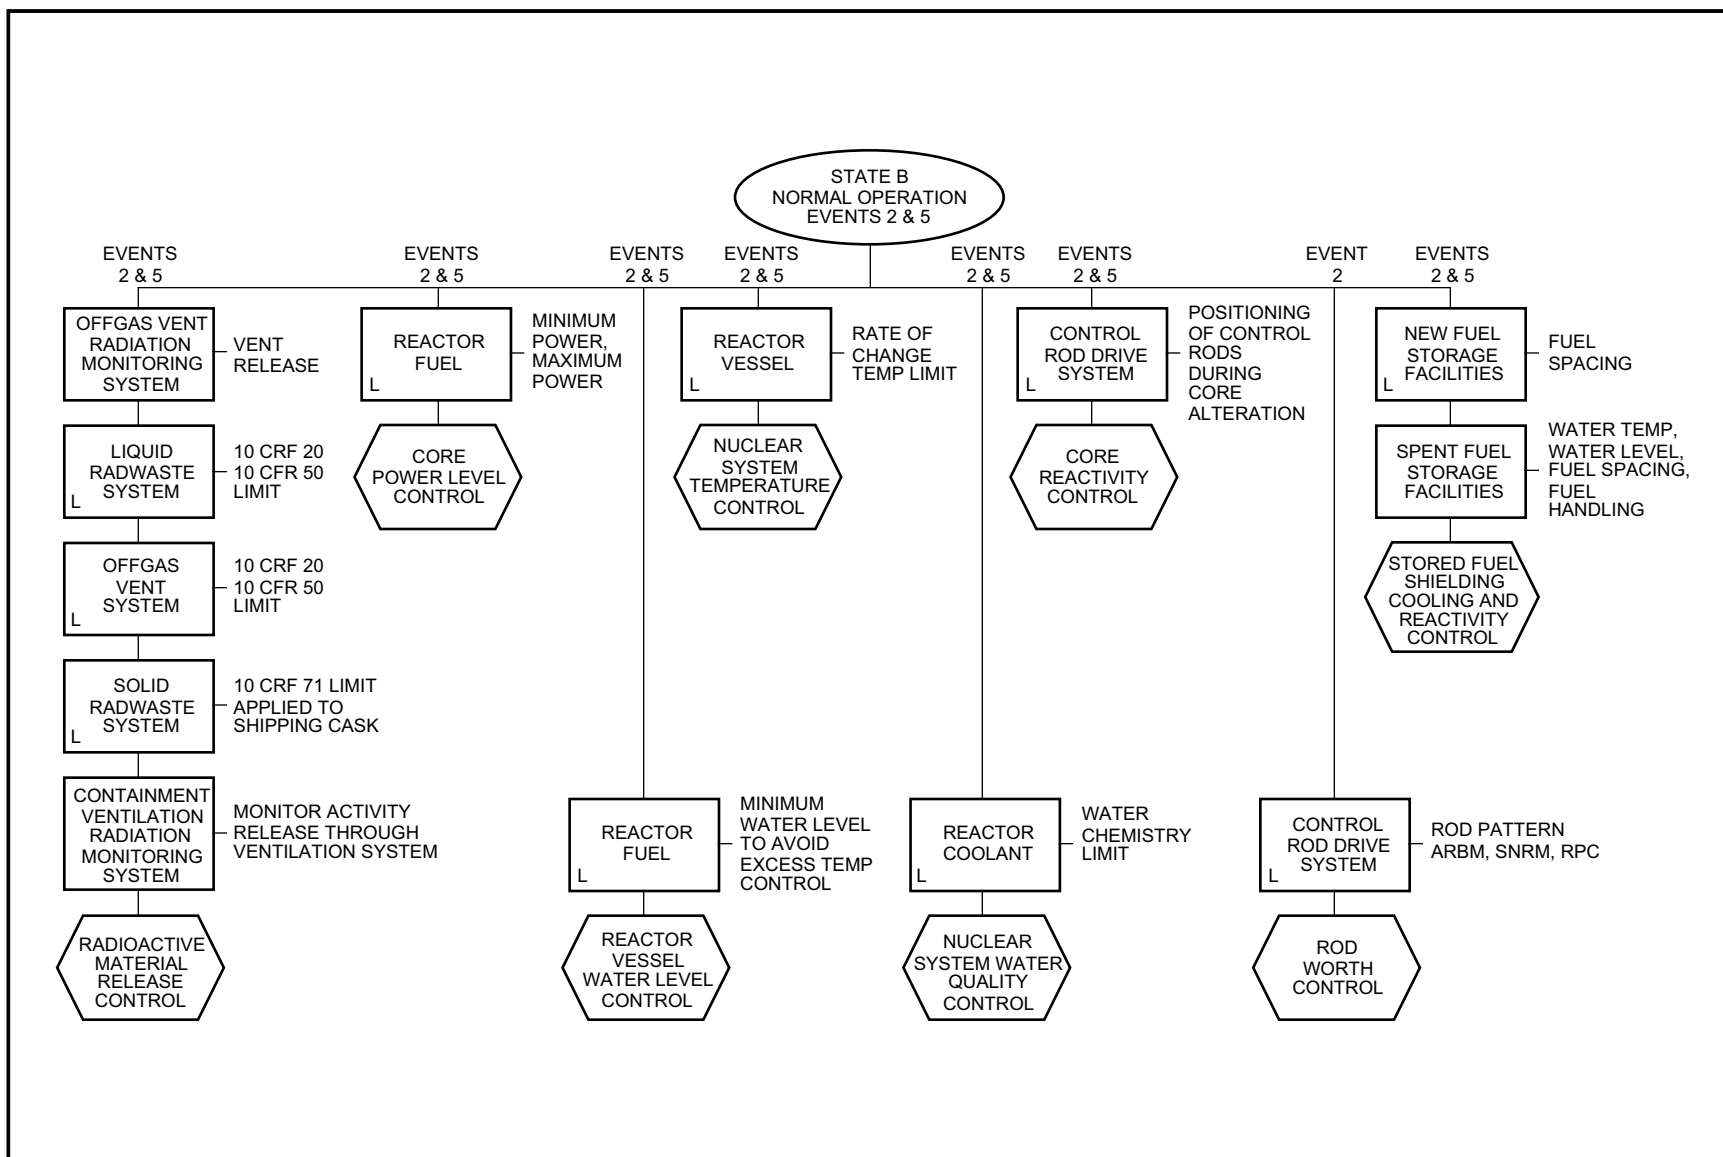 STATE B
NORMAL OPERATION
EVENTS 2 & 5
EVENTS
2 & 5
EVENTS
2 & 5
EVENTS
2 & 5
EVENTS
2 & 5
EVENTS
2 & 5
EVENTS
2 & 5
EVENT
2
EVENTS
2 & 5
OFFGAS VENT
RADIATION
MONITORING
SYSTEM
VENT
RELEASE
LIQUID
RADWASTE
SYSTEM
L
10 CRF 20
10 CFR 50
LIMIT
OFFGAS
VENT
SYSTEM
L
10 CRF 20
10 CFR 50
LIMIT
SOLID
RADWASTE
SYSTEM
L
10 CRF 71 LIMIT
APPLIED TO
SHIPPING CASK
CONTAINMENT
VENTILATION
RADIATION
MONITORING
SYSTEM
MONITOR ACTIVITY
RELEASE THROUGH
VENTILATION SYSTEM
RADIOACTIVE
MATERIAL
RELEASE
CONTROL
REACTOR
FUEL
L
MINIMUM
POWER,
MAXIMUM
POWER
CORE
POWER LEVEL
CONTROL
REACTOR
FUEL
L
MINIMUM
WATER LEVEL
TO AVOID
EXCESS TEMP
CONTROL
REACTOR
VESSEL
WATER LEVEL
CONTROL
REACTOR
VESSEL
L
RATE OF
CHANGE
TEMP LIMIT
NUCLEAR
SYSTEM
TEMPERATURE
CONTROL
REACTOR
COOLANT
L
WATER
CHEMISTRY
LIMIT
NUCLEAR
SYSTEM WATER
QUALITY
CONTROL
CONTROL
ROD DRIVE
SYSTEM
L
POSITIONING
OF CONTROL
RODS
DURING
CORE
ALTERATION
CORE
REACTIVITY
CONTROL
CONTROL
ROD DRIVE
SYSTEM
L
ROD PATTERN
ARBM, SNRM, RPC
ROD
WORTH
CONTROL
NEW FUEL
STORAGE
FACILITIES
L
FUEL
SPACING
SPENT FUEL
STORAGE
FACILITIES
WATER TEMP,
WATER LEVEL,
FUEL SPACING,
FUEL
HANDLING
STORED FUEL
SHIELDING
COOLING AND
REACTIVITY
CONTROL